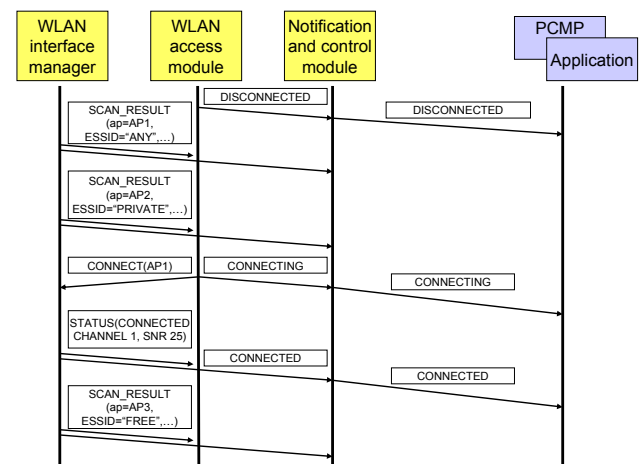 WLAN
interface
manager
WLAN
access
module
Notification
and control
module
PCMP
Application
DISCONNECTED
DISCONNECTED
SCAN_RESULT
(ap=AP1,
ESSID=“ANY”,…)
SCAN_RESULT
(ap=AP2,
ESSID=“PRIVATE”,…)
CONNECT(AP1)
CONNECTING
CONNECTING
STATUS(CONNECTED
CHANNEL 1, SNR 25)
CONNECTED
CONNECTED
SCAN_RESULT
(ap=AP3,
ESSID=“FREE”,…)